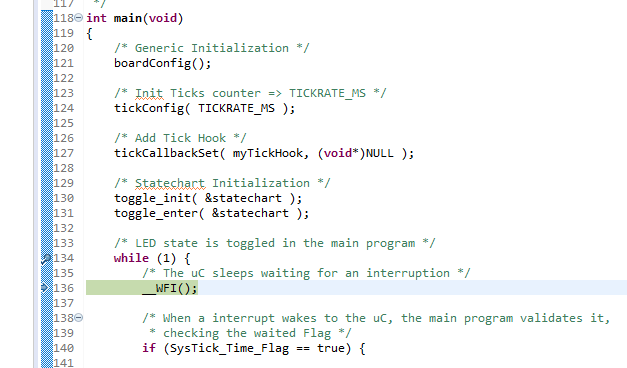 117  */
118 int main(void)
119 {
120     /* Generic Initialization */
121     boardConfig();
122
123     /* Init Ticks counter => TICKRATE_MS */
124     tickConfig( TICKRATE_MS );
125
126     /* Add Tick Hook */
127     tickCallbackSet( myTickHook, (void*)NULL );
128
129     /* Statechart Initialization */
130     toggle_init( &statechart );
131     toggle_enter( &statechart );
132
133     /* LED state is toggled in the main program */
134     while (1) {
135         /* The uC sleeps waiting for an interruption */
136         __WFI();
137
138         /* When a interrupt wakes to the uC, the main program validates it,
139          * checking the waited Flag */
140         if (SysTick_Time_Flag == true) {
141